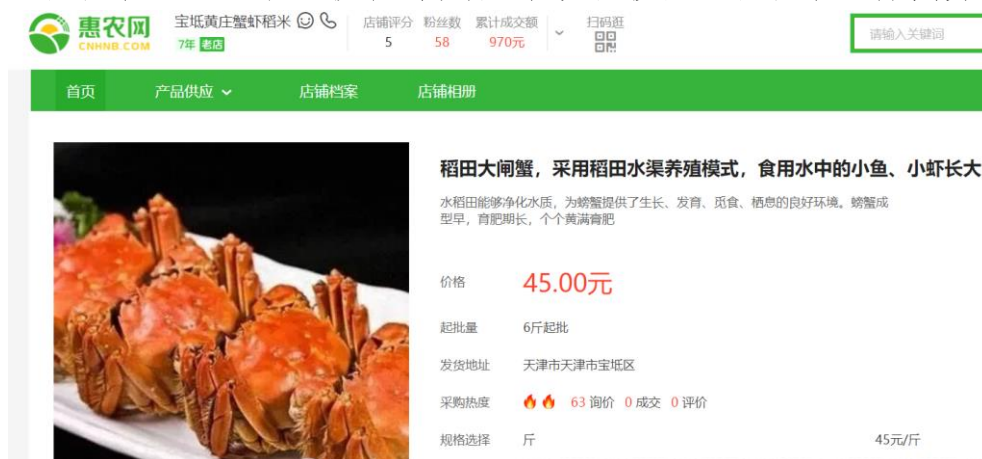 惠农网
CNHNB.COM
宝坻黄庄蟹虾稻米
7年 老店
店铺评分 粉丝数 累计成交额
5 58 970元
扫码逛
请输入关键词
首页 产品供应 店铺档案 店铺相册
稻田大闸蟹，采用稻田水渠养殖模式，食用水中的小鱼、小虾长大
水稻田能够净化水质，为螃蟹提供了生长、发育、觅食、栖息的良好环境。螃蟹成
型早，育肥期长，个个黄满膏肥
价格 45.00元
起批量 6斤起批
发货地址 天津市天津市宝坻区
采购热度 63 询价 0 成交 0 评价
规格选择 斤 45元/斤